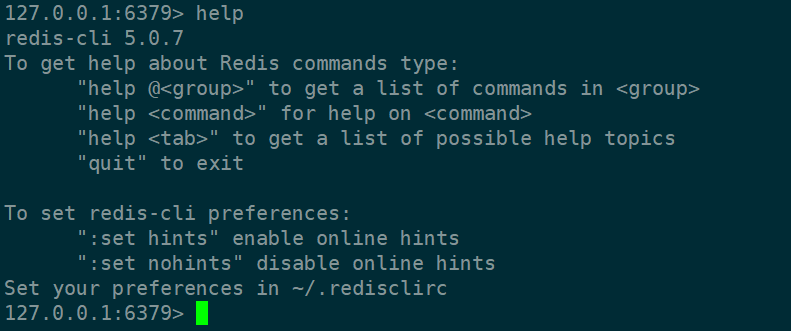 127.0.0.1:6379> help
redis-cli 5.0.7
To get help about Redis commands type:
      "help @<group>" to get a list of commands in <group>
      "help <command>" for help on <command>
      "help <tab>" to get a list of possible help topics
      "quit" to exit

To set redis-cli preferences:
      ":set hints" enable online hints
      ":set nohints" disable online hints
Set your preferences in ~/.redisclirc
127.0.0.1:6379>